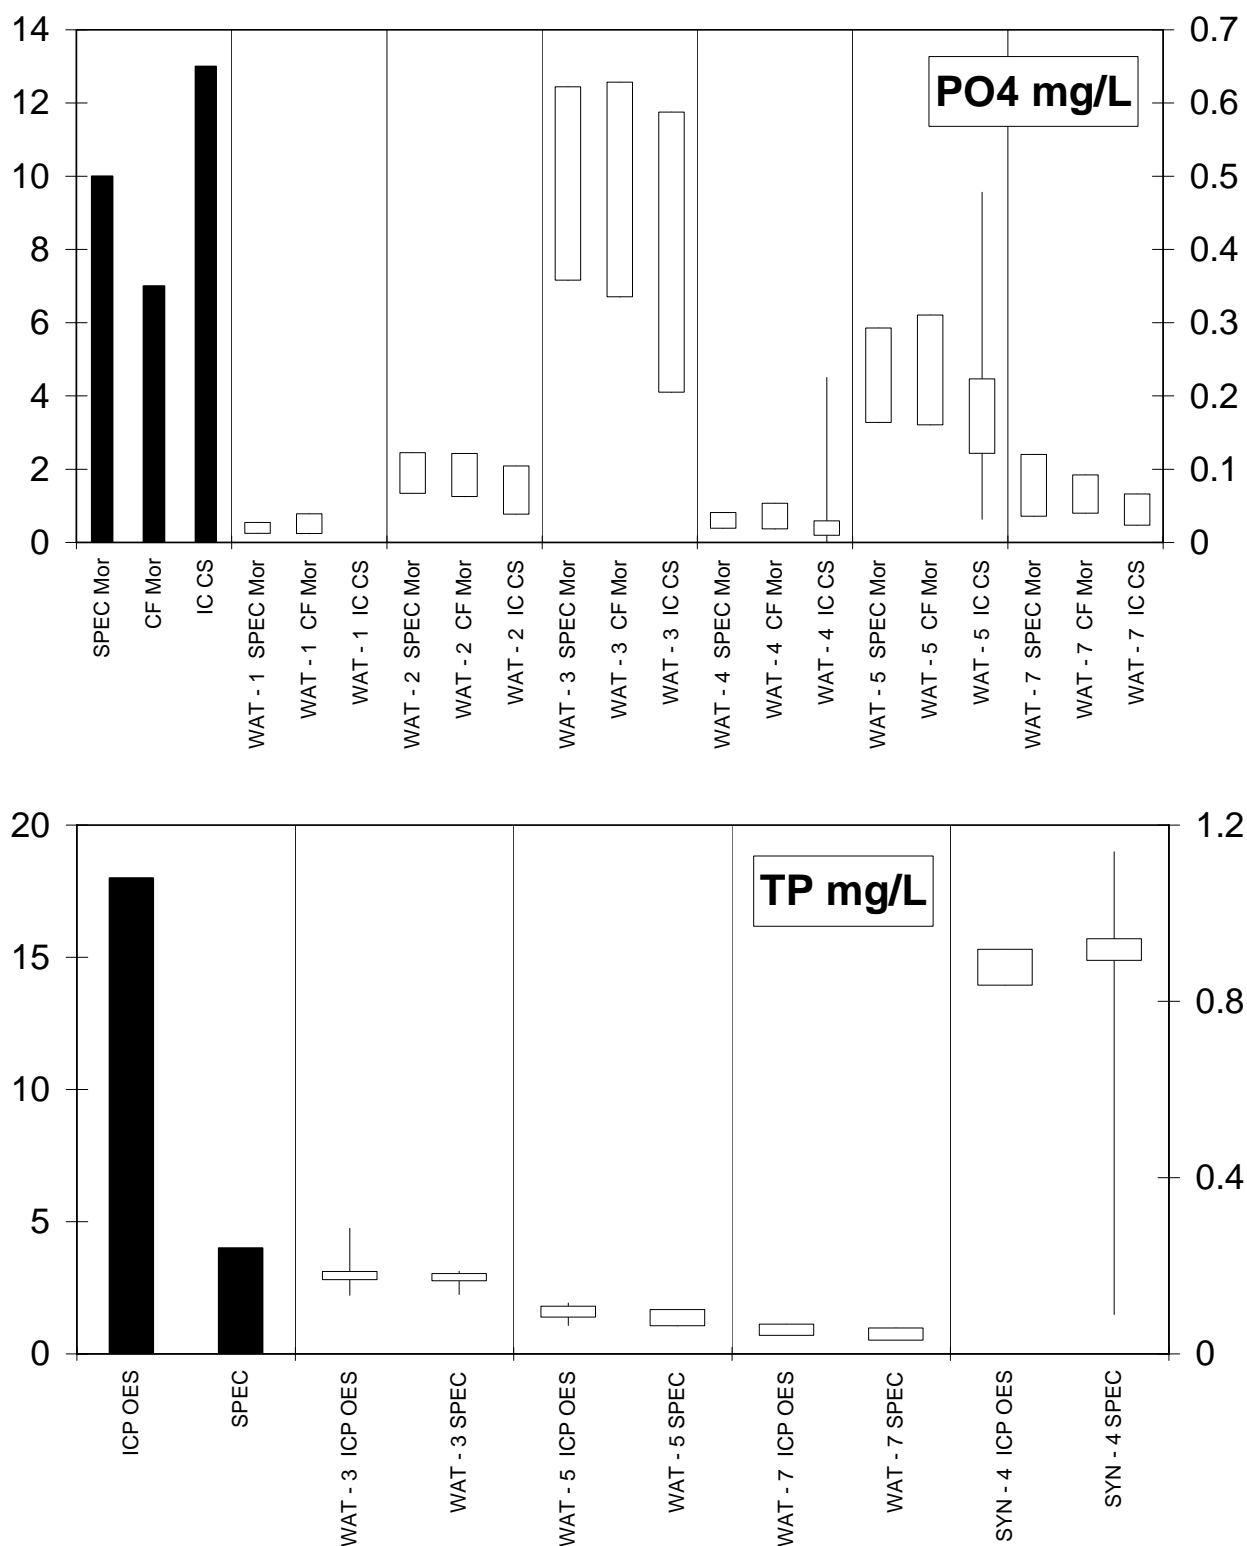 14
12
10
8
6
4
2
0
PO4 mg/L
0.7
0.6
0.5
0.4
0.3
0.2
0.1
0
SPEC Mor
CF Mor
IC CS
WAT - 1  SPEC Mor
WAT - 1  CF Mor
WAT - 1  IC CS
WAT - 2  SPEC Mor
WAT - 2  CF Mor
WAT - 2  IC CS
WAT - 3  SPEC Mor
WAT - 3  CF Mor
WAT - 3  IC CS
WAT - 4  SPEC Mor
WAT - 4  CF Mor
WAT - 4  IC CS
WAT - 5  SPEC Mor
WAT - 5  CF Mor
WAT - 5  IC CS
WAT - 7  SPEC Mor
WAT - 7  CF Mor
WAT - 7  IC CS
20
15
10
5
0
TP mg/L
1.2
0.8
0.4
0
ICP OES
SPEC
WAT - 3  ICP OES
WAT - 3 SPEC
WAT - 5  ICP OES
WAT - 5 SPEC
WAT - 7  ICP OES
WAT - 7 SPEC
SYN - 4 ICP OES
SYN - 4 SPEC